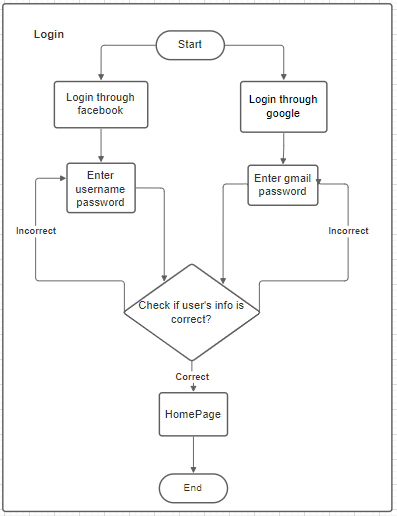 Login
Start
Login through
facebook
Login through
google
Enter
username
password
Enter gmail
password
Incorrect
Incorrect
Check if user's info is
correct?
Correct
HomePage
End